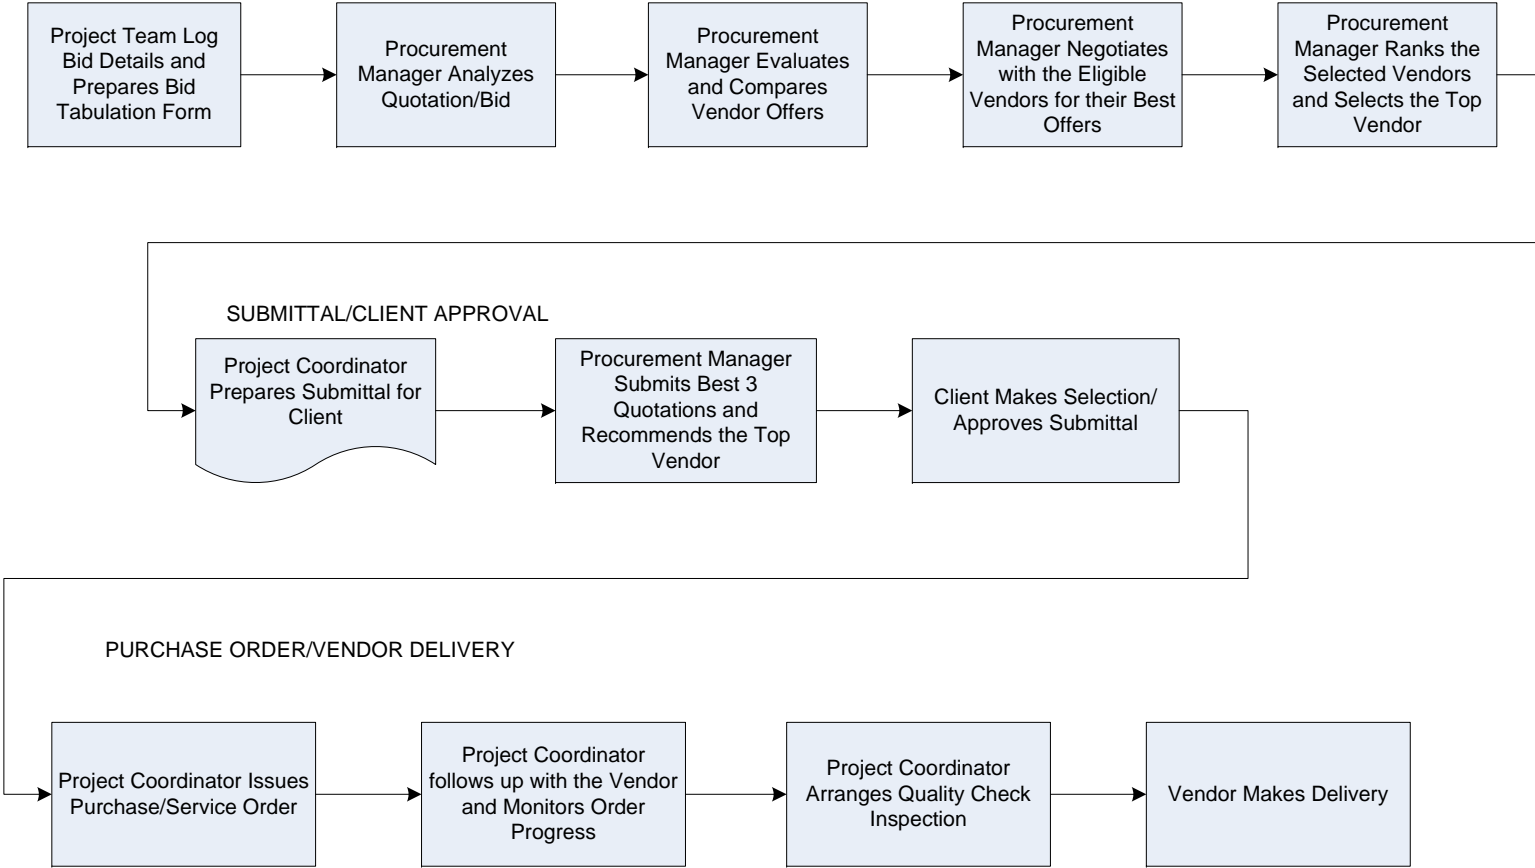 Project Team Log
Bid Details and
Prepares Bid
Tabulation Form
Procurement
Manager Analyzes
Quotation/Bid
Procurement
Manager Evaluates
and Compares
Vendor Offers
Procurement
Manager Negotiates
with the Eligible
Vendors for their Best
Offers
Procurement
Manager Ranks the
Selected Vendors
and Selects the Top
Vendor
SUBMITTAL/CLIENT APPROVAL
Project Coordinator
Prepares Submittal for
Client
Procurement Manager
Submits Best 3
Quotations and
Recommends the Top
Vendor
Client Makes Selection/
Approves Submittal
PURCHASE ORDER/VENDOR DELIVERY
Project Coordinator Issues
Purchase/Service Order
Project Coordinator
follows up with the Vendor
and Monitors Order
Progress
Project Coordinator
Arranges Quality Check
Inspection
Vendor Makes Delivery